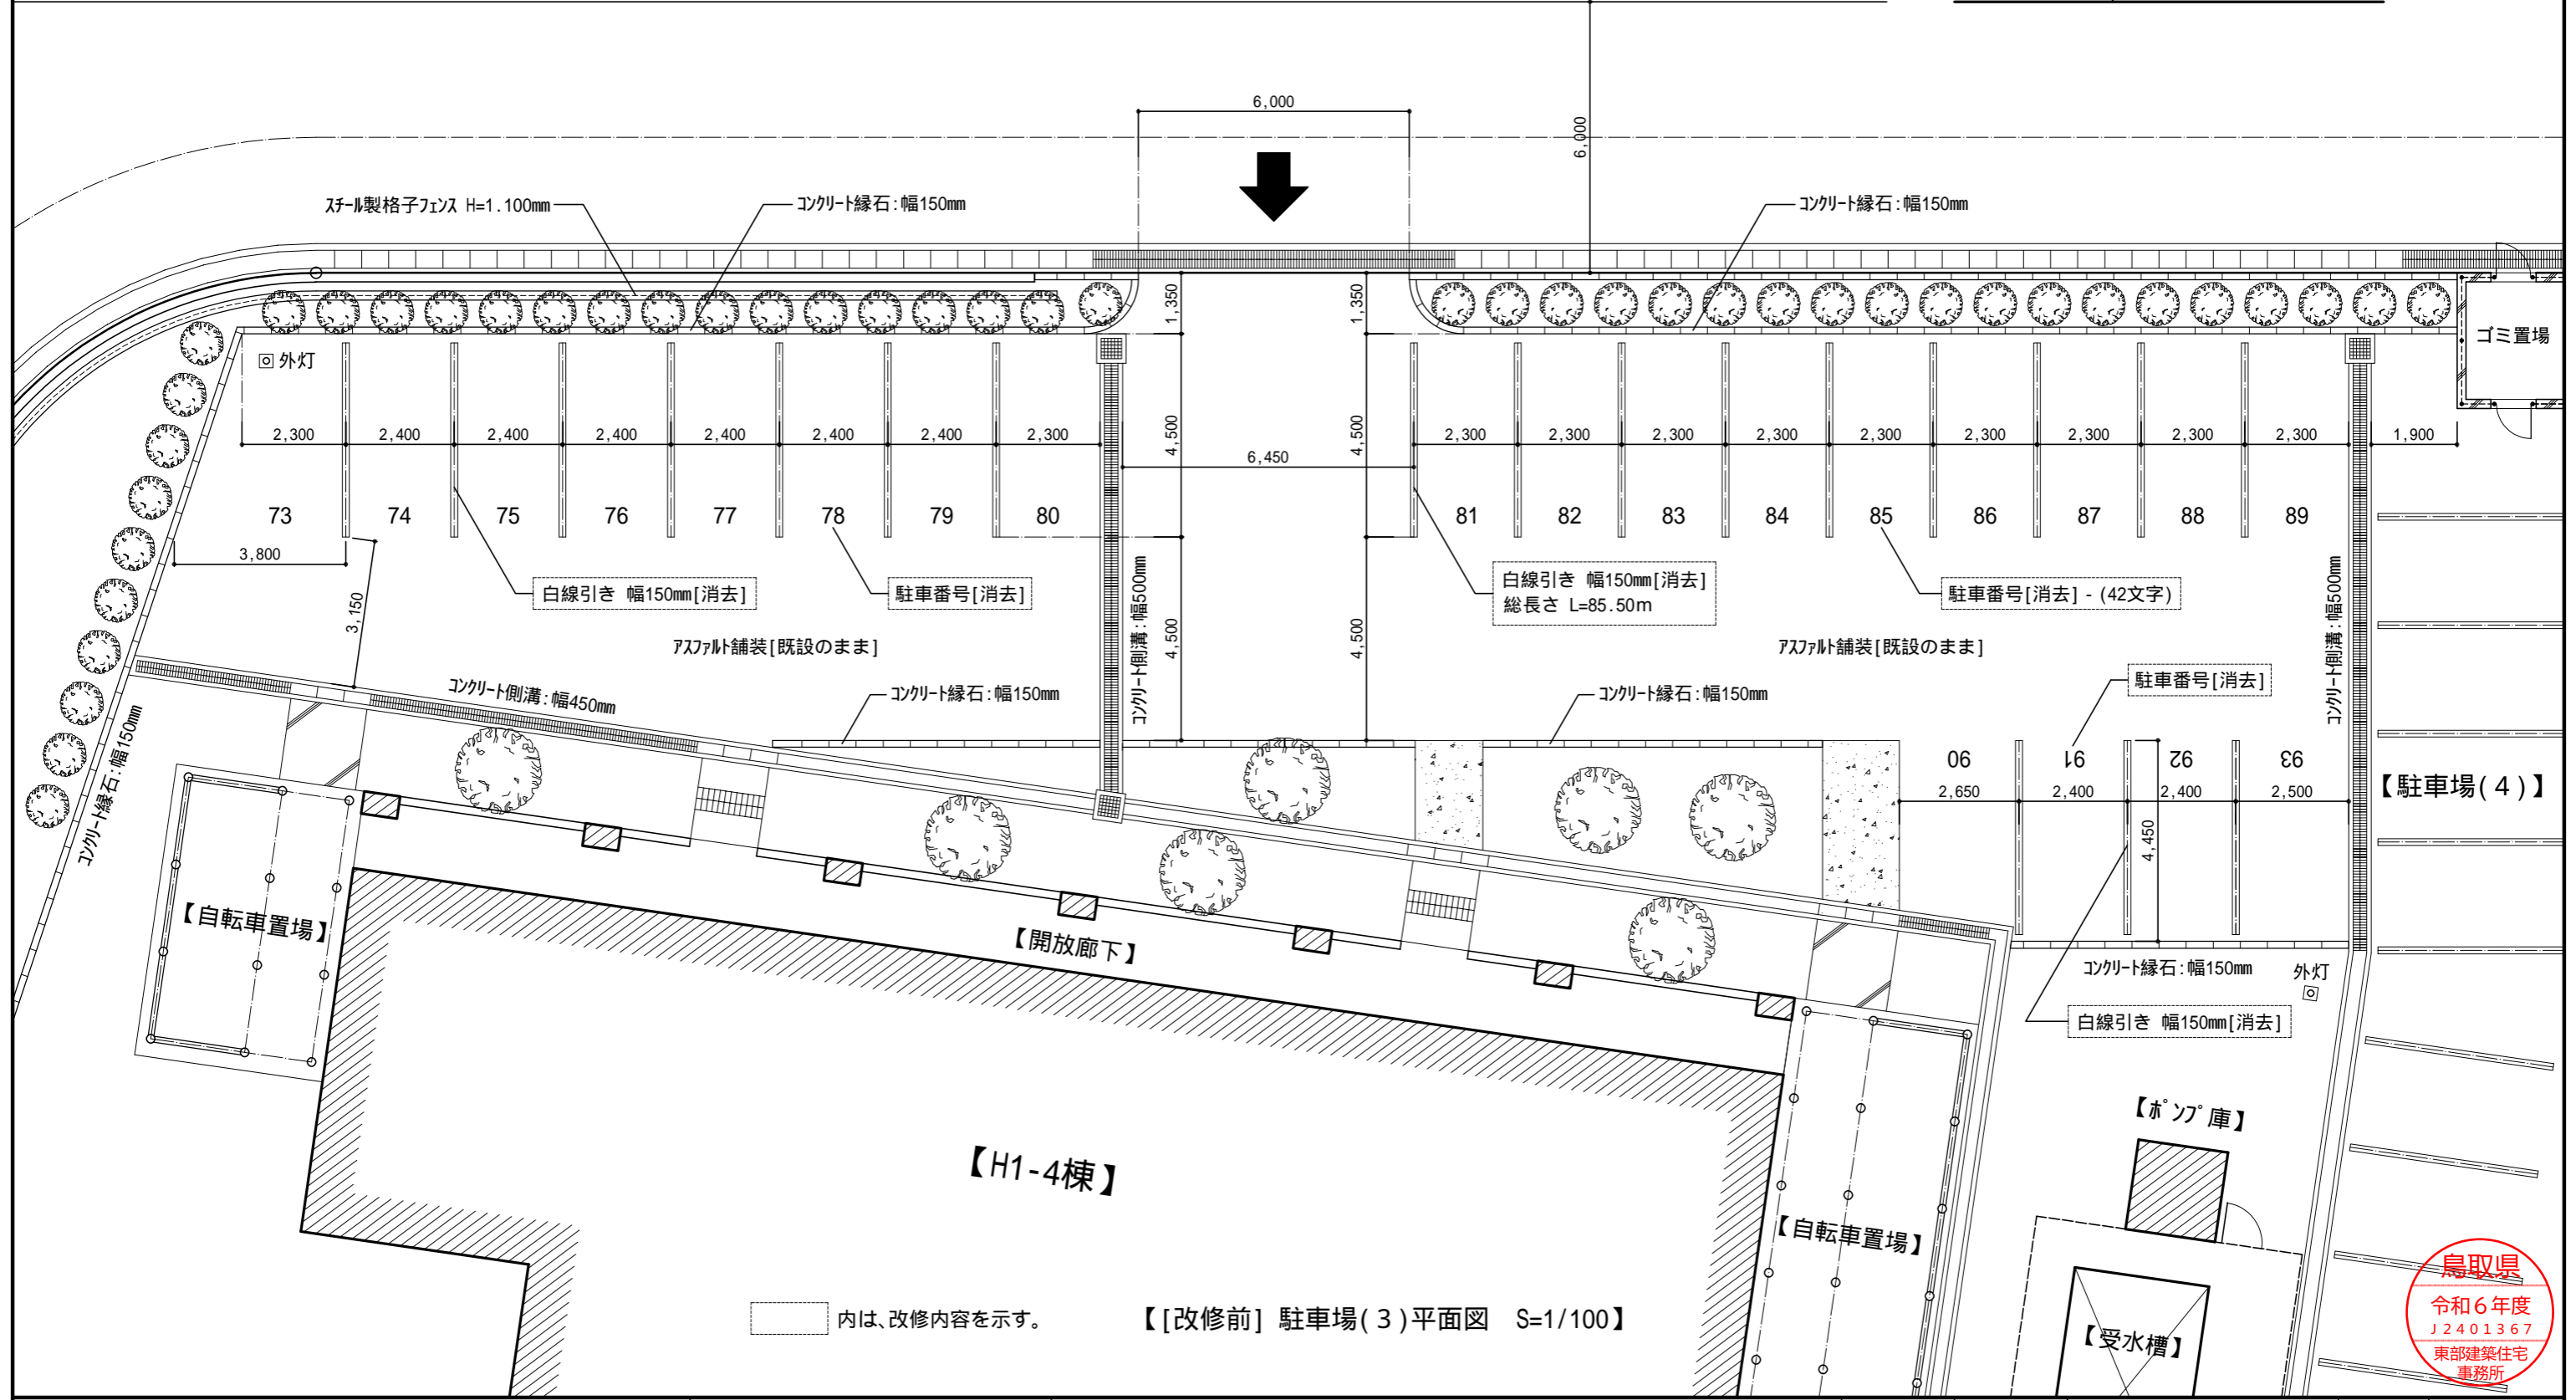 6,000
6,000
スチール製格子フェンス H=1.100mm
コンクリート縁石:幅150mm
コンクリート縁石:幅150mm
1,350
1,350
ゴミ置場
外灯
2,300
2,400
2,400
2,400
2,400
2,400
2,400
2,300
4,500
4,500
2,300
2,300
2,300
2,300
2,300
2,300
2,300
2,300
2,300
1,900
6,450
73
74
75
76
77
78
79
80
81
82
83
84
85
86
87
88
89
3,800
3,150
白線引き 幅150mm[消去]
駐車番号[消去]
コンクリート側溝:幅500mm
白線引き 幅150mm[消去]
総長さ L=85.50m
駐車番号[消去] - (42文字)
コンクリート側溝:幅500mm
アスファルト舗装[既設のまま]
4,500
4,500
アスファルト舗装[既設のまま]
コンクリート側溝:幅450mm
コンクリート縁石:幅150mm
コンクリート縁石:幅150mm
駐車番号[消去]
コンクリート縁石:幅150mm
90
91
92
93
2,650
2,400
2,400
2,500
4,450
【駐車場(4)】
【自転車置場】
【開放廊下】
コンクリート縁石:幅150mm
外灯
白線引き 幅150mm[消去]
【ポンプ庫】
【H1-4棟】
【自転車置場】
【受水槽】
内は、改修内容を示す。
【[改修前] 駐車場(3)平面図 S=1/100】
鳥取県
令和6年度
J2401367
東部建築住宅
事務所